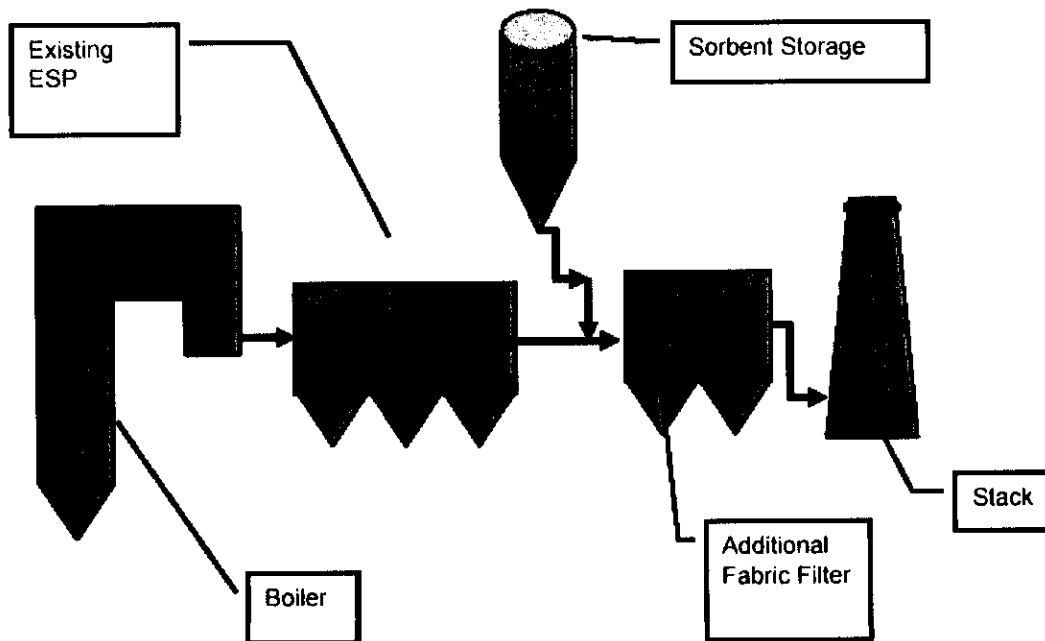 Existing
ESP
Sorbent Storage
Stack
Additional
Fabric Filter
Boiler